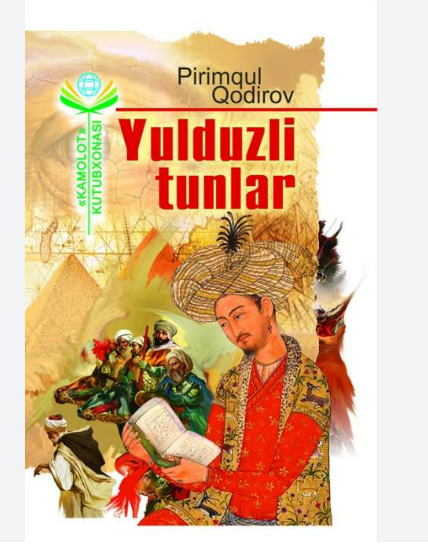 Pirimqul
Qodirov
«KAMOLOT»
KUTUBXONASI
Yulduzli
tunlar